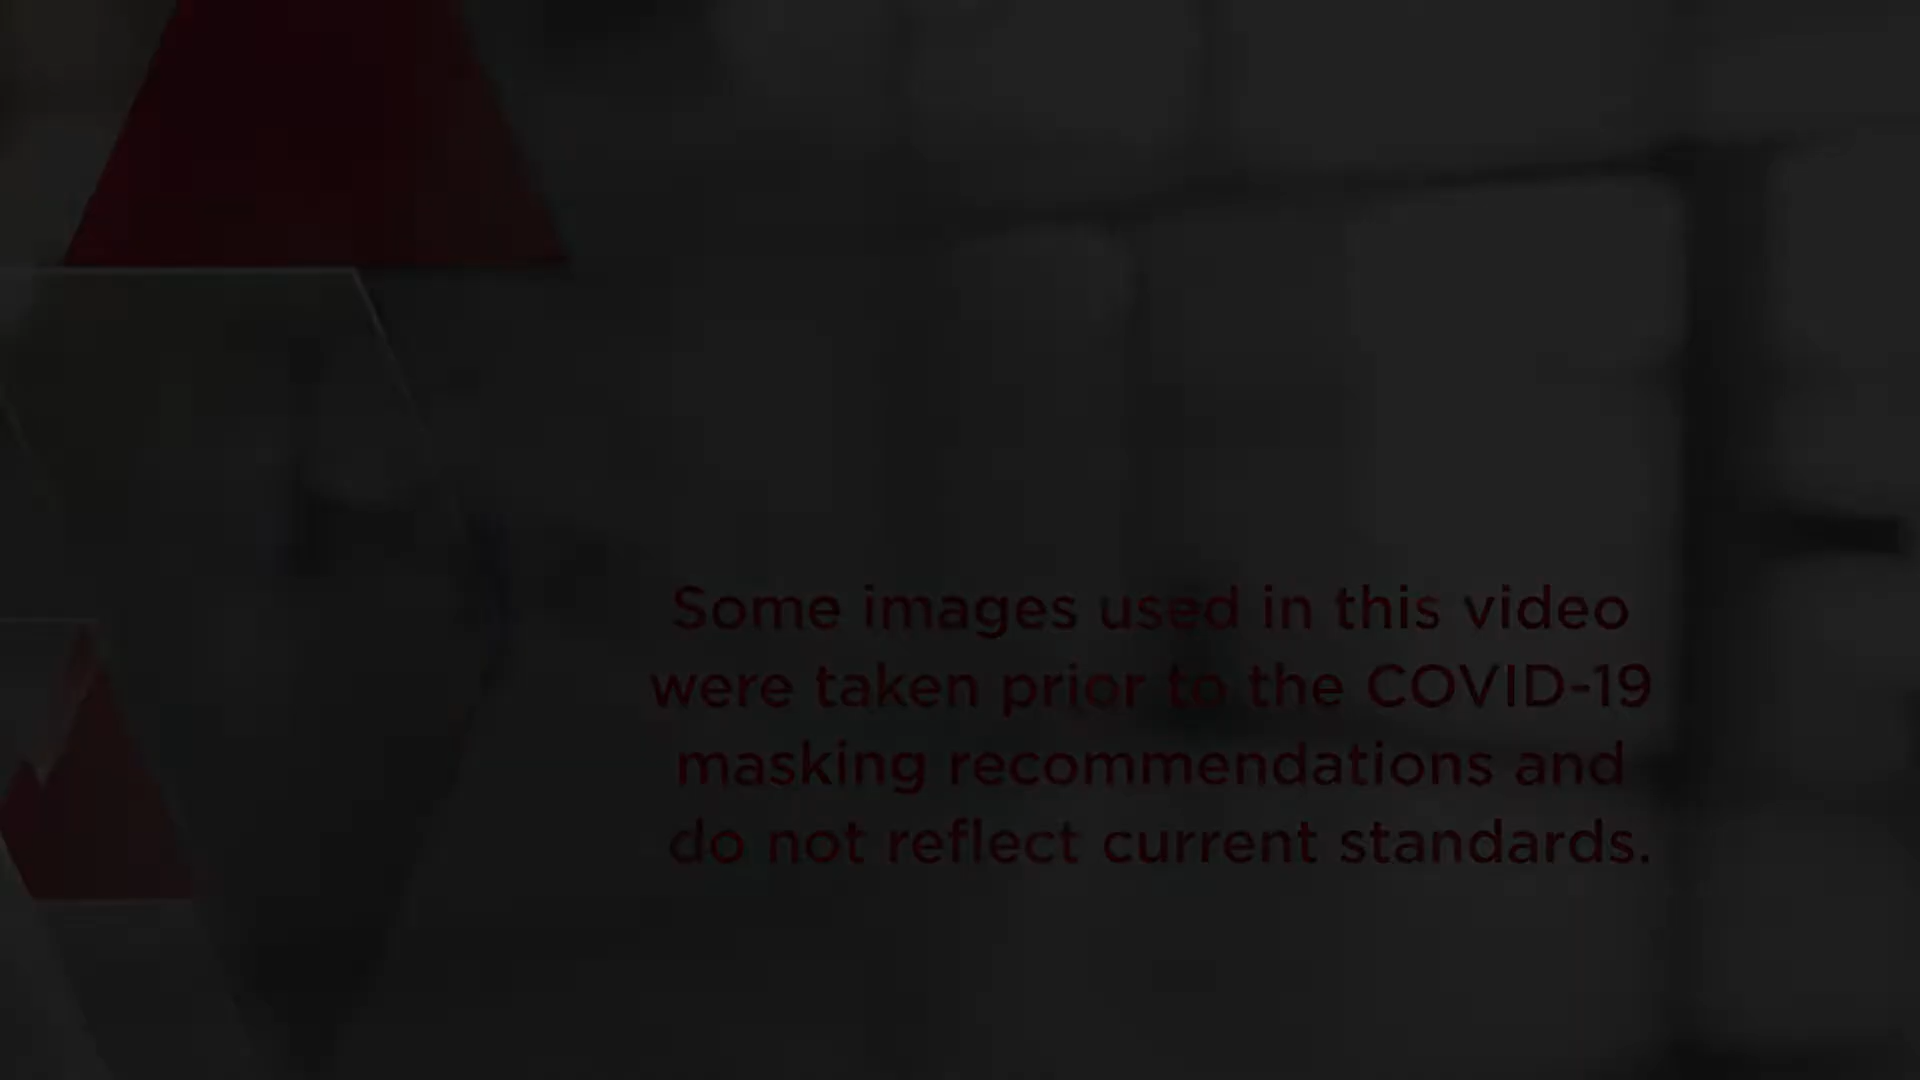 Some images used in this video
were taken prior to the COVID-19
masking recommendations and
do not reflect current standards.